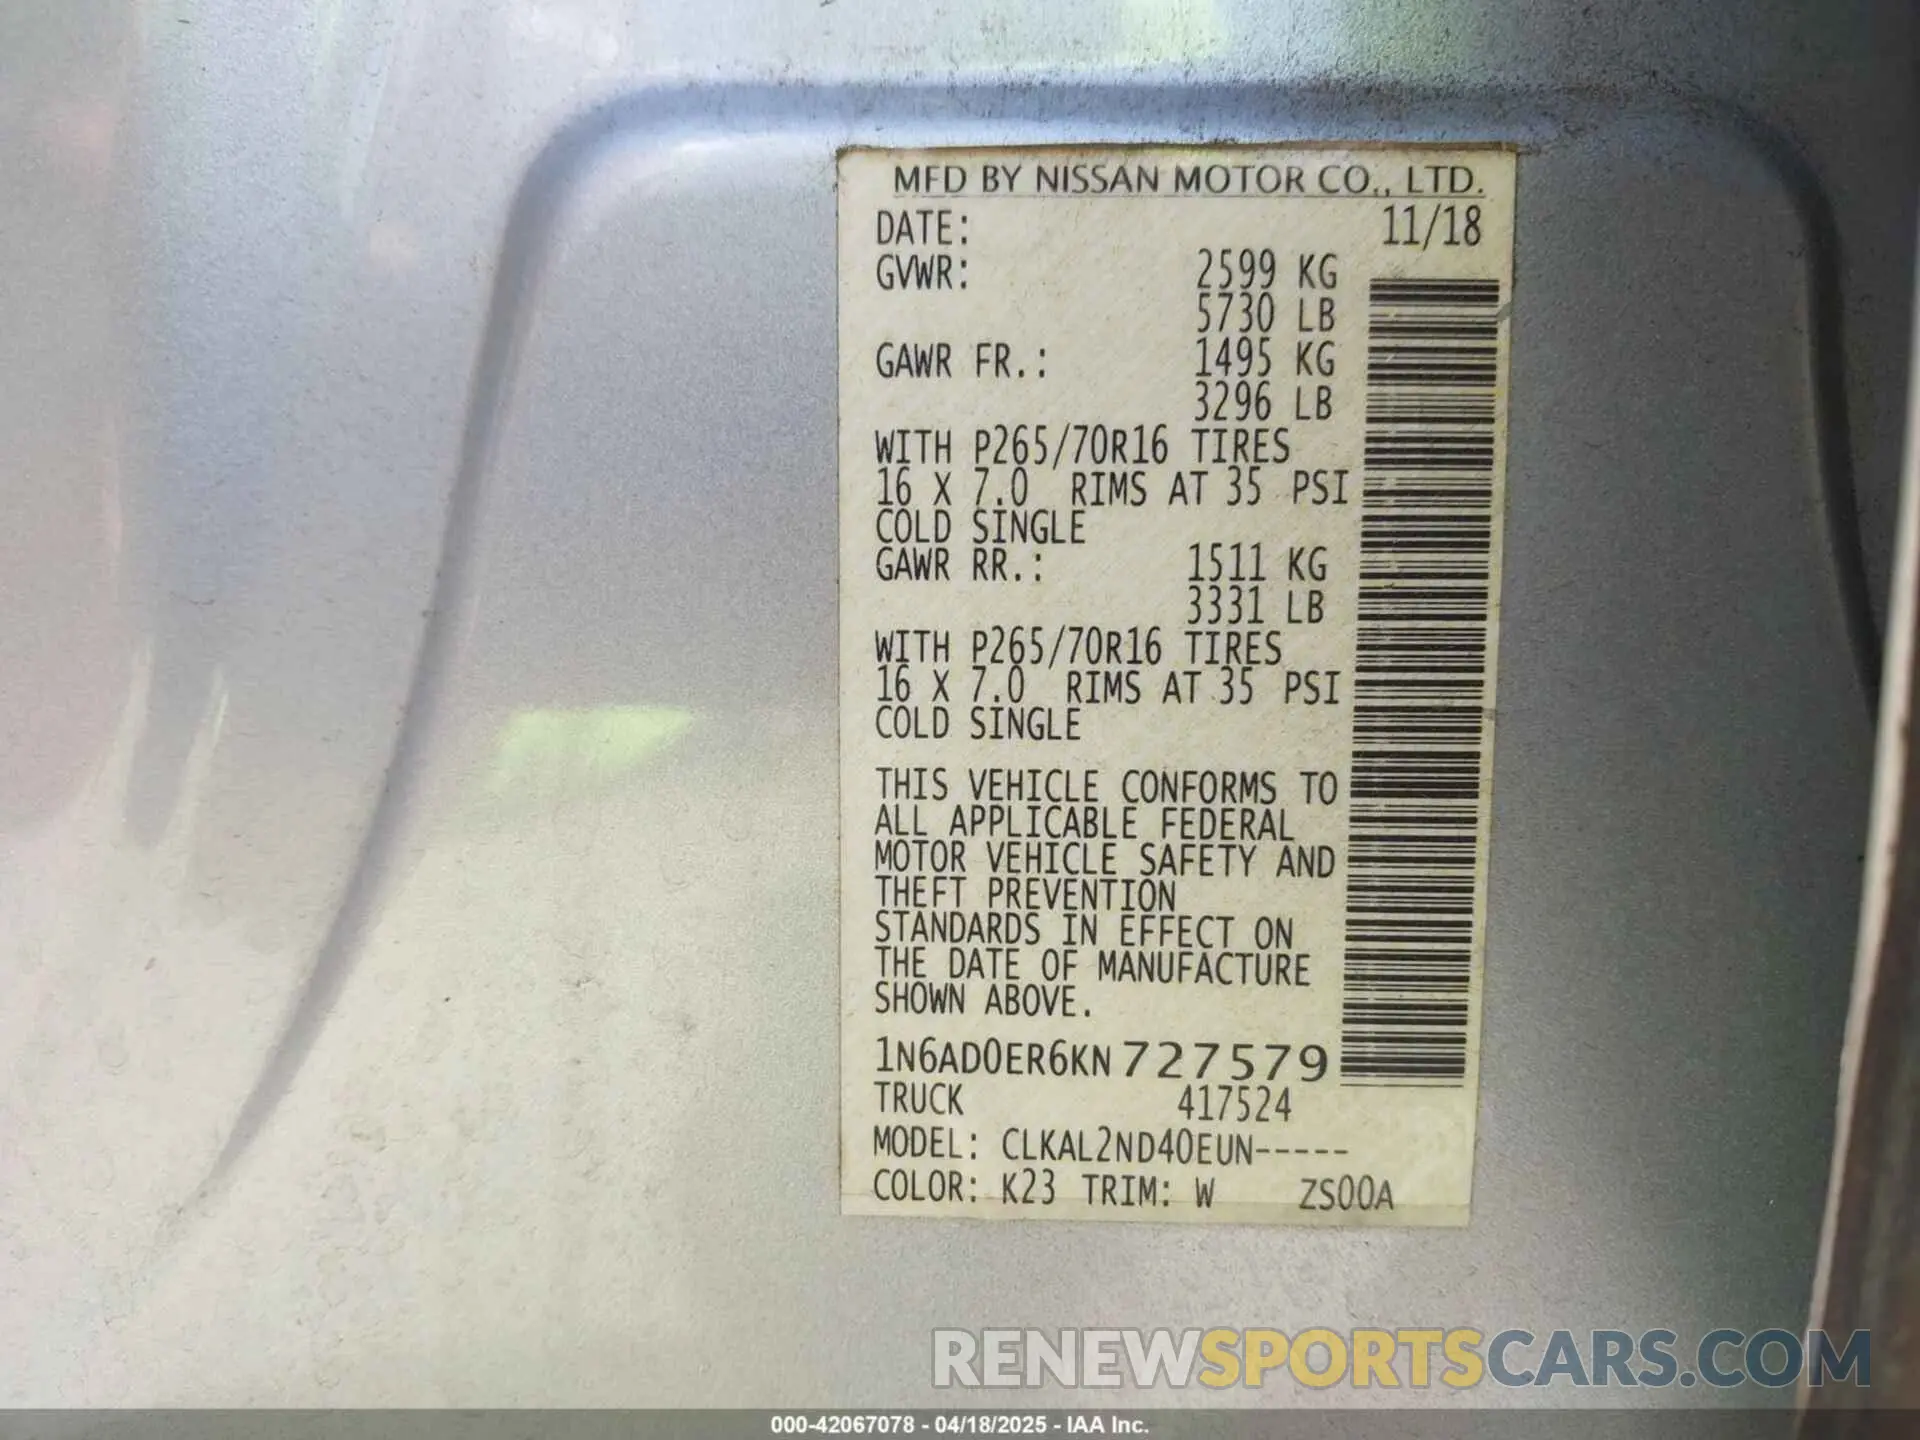 MFD BY NISSAN MOTOR CO., LTD.
DATE: 11/18
GVWR: 2599 KG
5730 LB
GAWR FR.: 1495 KG
3296 LB
WITH P265/70R16 TIRES
16 X 7.0 RIMS AT 35 PSI
COLD SINGLE
GAWR RR.: 1511 KG
3331 LB
WITH P265/70R16 TIRES
16 X 7.0 RIMS AT 35 PSI
COLD SINGLE
THIS VEHICLE CONFORMS TO
ALL APPLICABLE FEDERAL
MOTOR VEHICLE SAFETY AND
THEFT PREVENTION
STANDARDS IN EFFECT ON
THE DATE OF MANUFACTURE
SHOWN ABOVE.
1N6AD0ER6KN727579
TRUCK 417524
MODEL: CLKAL2ND40EUN-----
COLOR: K23 TRIM: W ZS00A
RENEWSPORTSCARS.COM
000-42067078 - 04/18/2025 - IAA Inc.